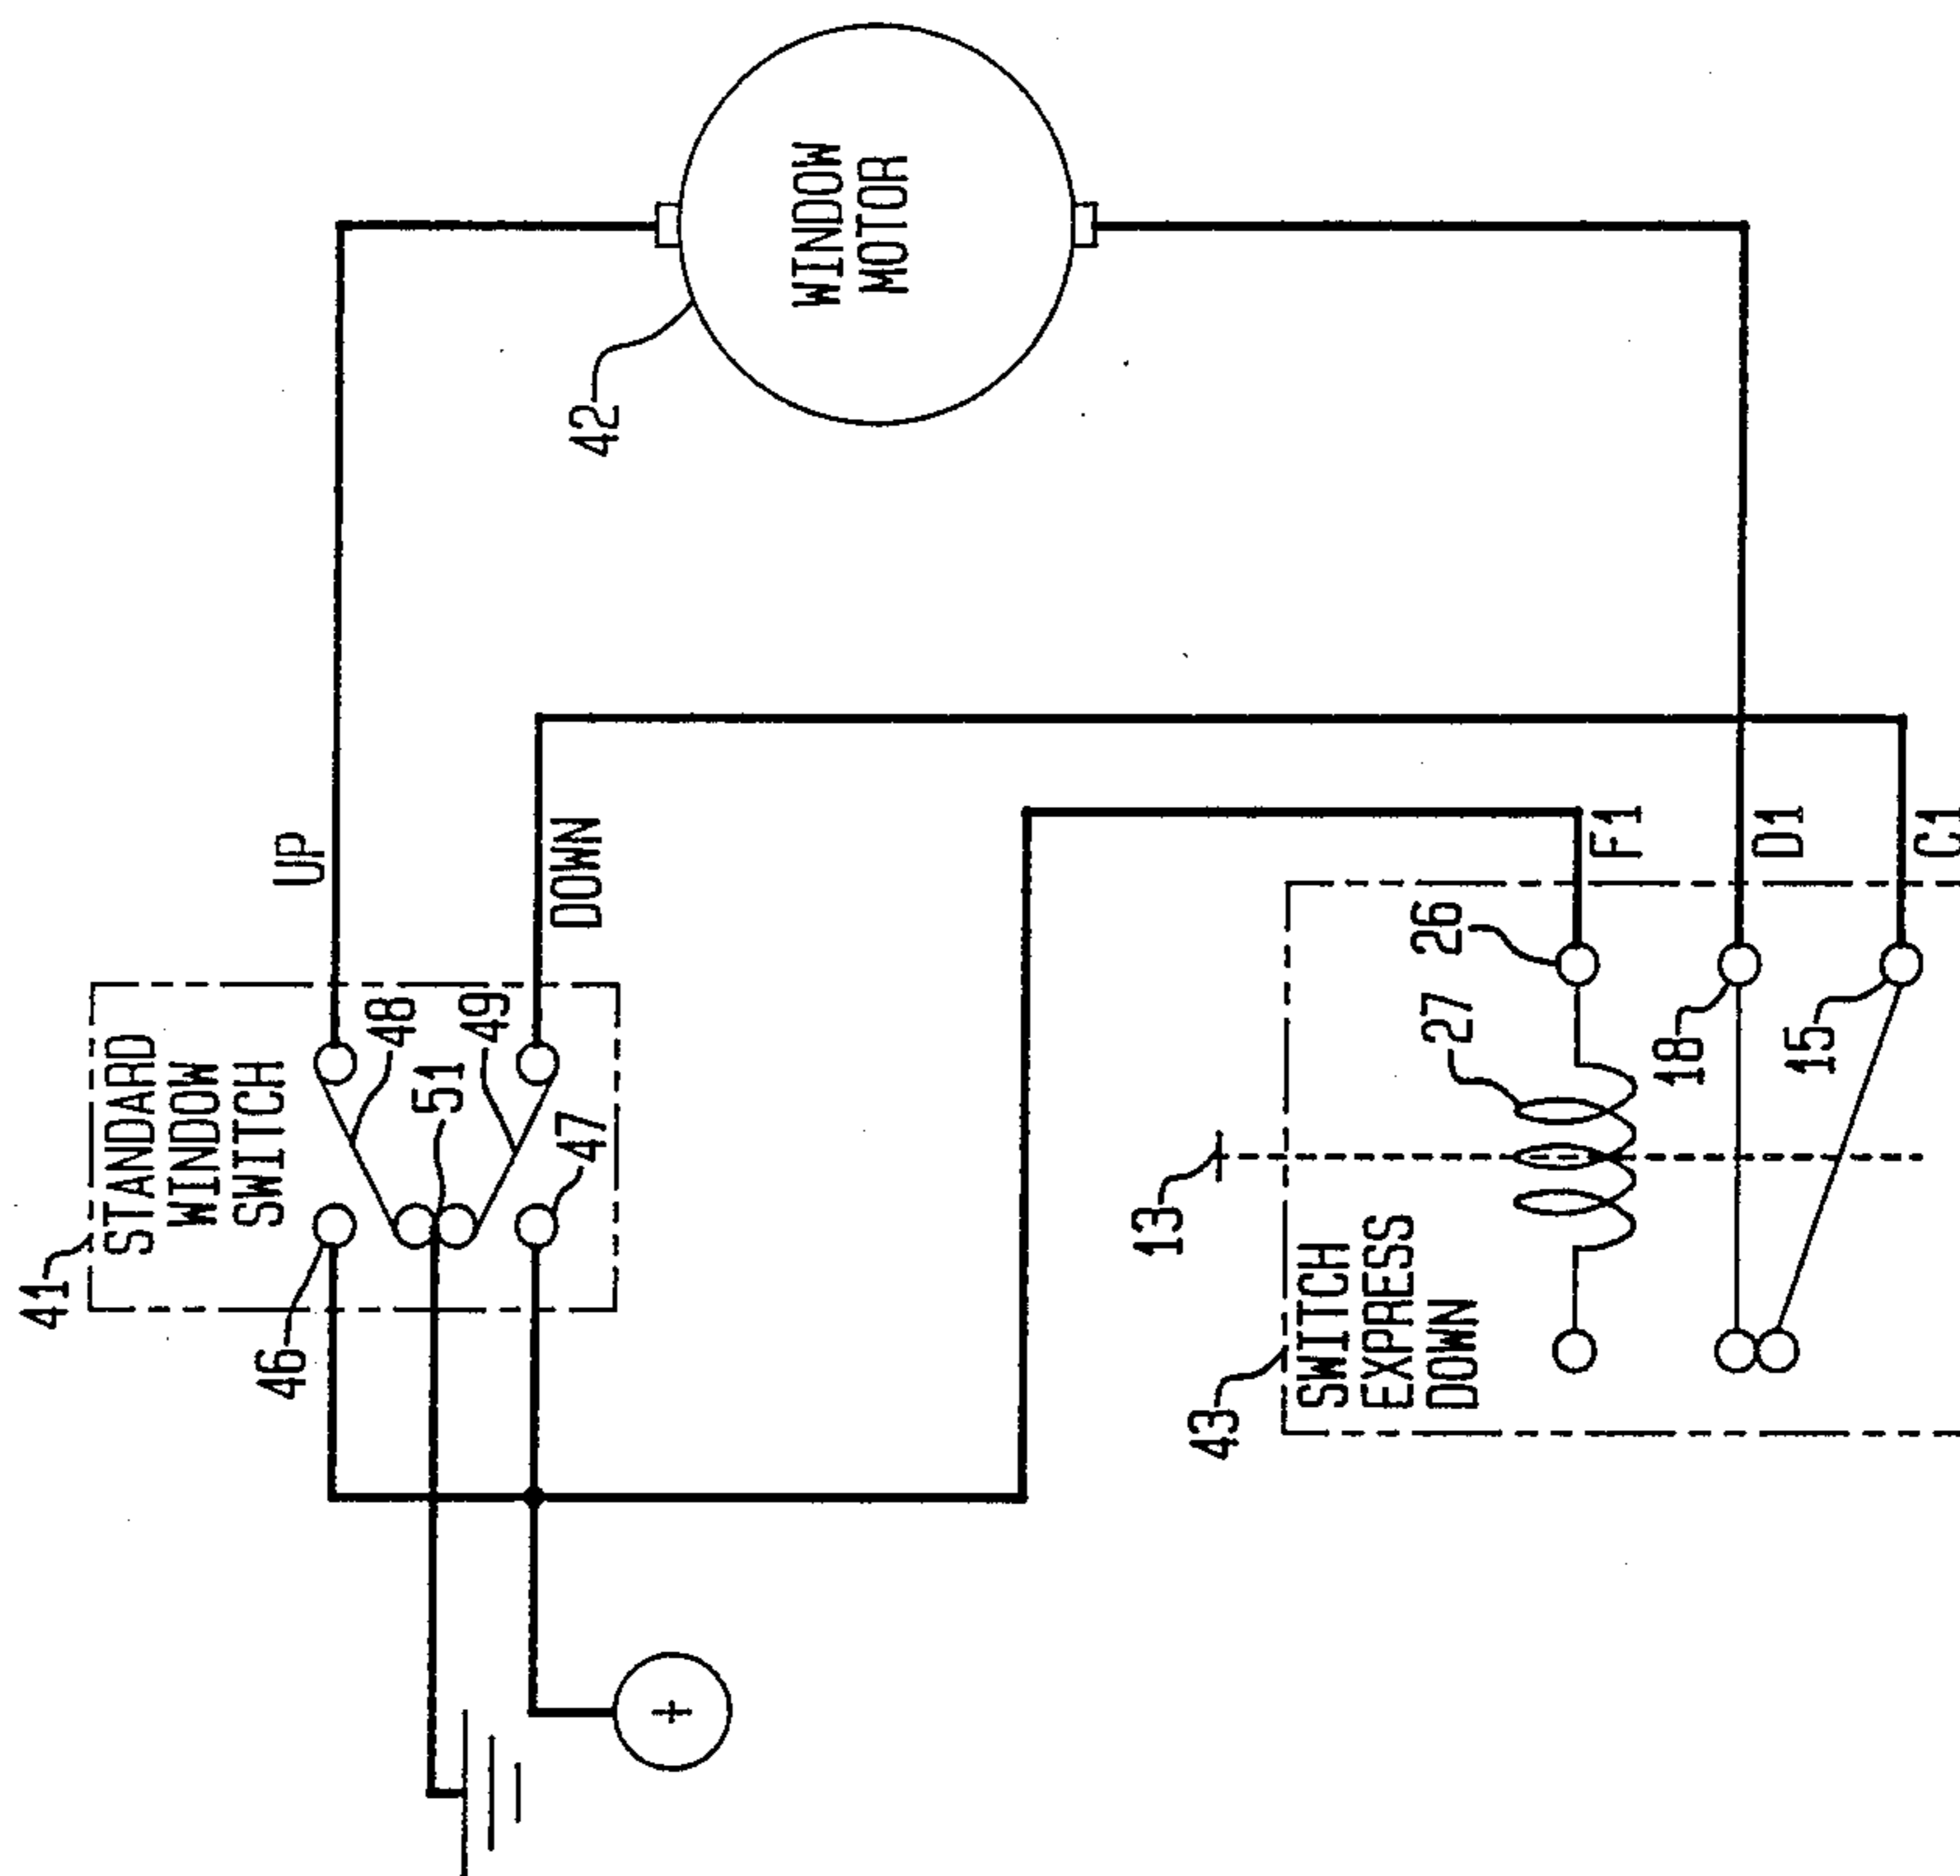 41
STANDARD
WINDOW
SWITCH
46
48
51
49
47
UP
DOWN
42
WINDOW
MOTOR
43
SWITCH
EXPRESS
DOWN
13
27
26
18
15
F1
D1
C1
+